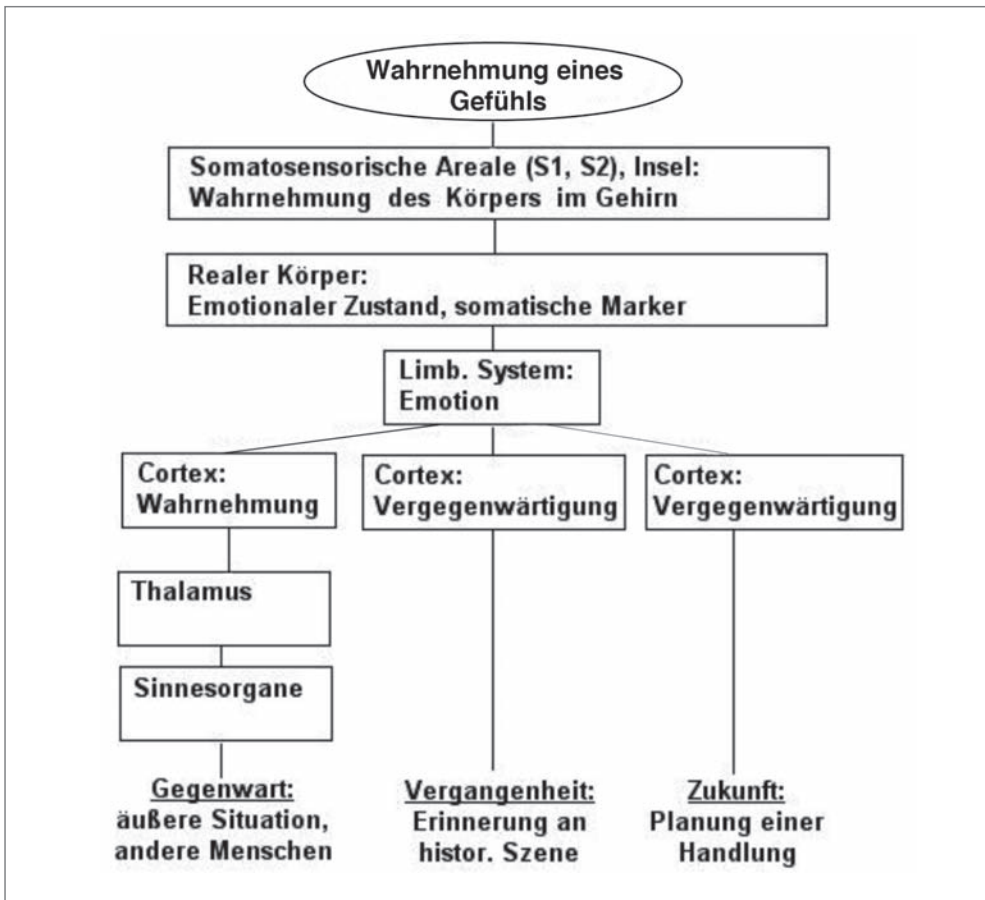 Wahrnehmung eines
Gefühls
Somatosensorische Areale (S1, S2), Insel:
Wahrnehmung des Körpers im Gehirn
Realer Körper:
Emotionaler Zustand, somatische Marker
Limb. System:
Emotion
Cortex:
Wahrnehmung
Cortex:
Vergegenwärtigung
Cortex:
Vergegenwärtigung
Thalamus
Sinnesorgane
Gegenwart:
äußere Situation,
andere Menschen
Vergangenheit:
Erinnerung an
histor. Szene
Zukunft:
Planung einer
Handlung